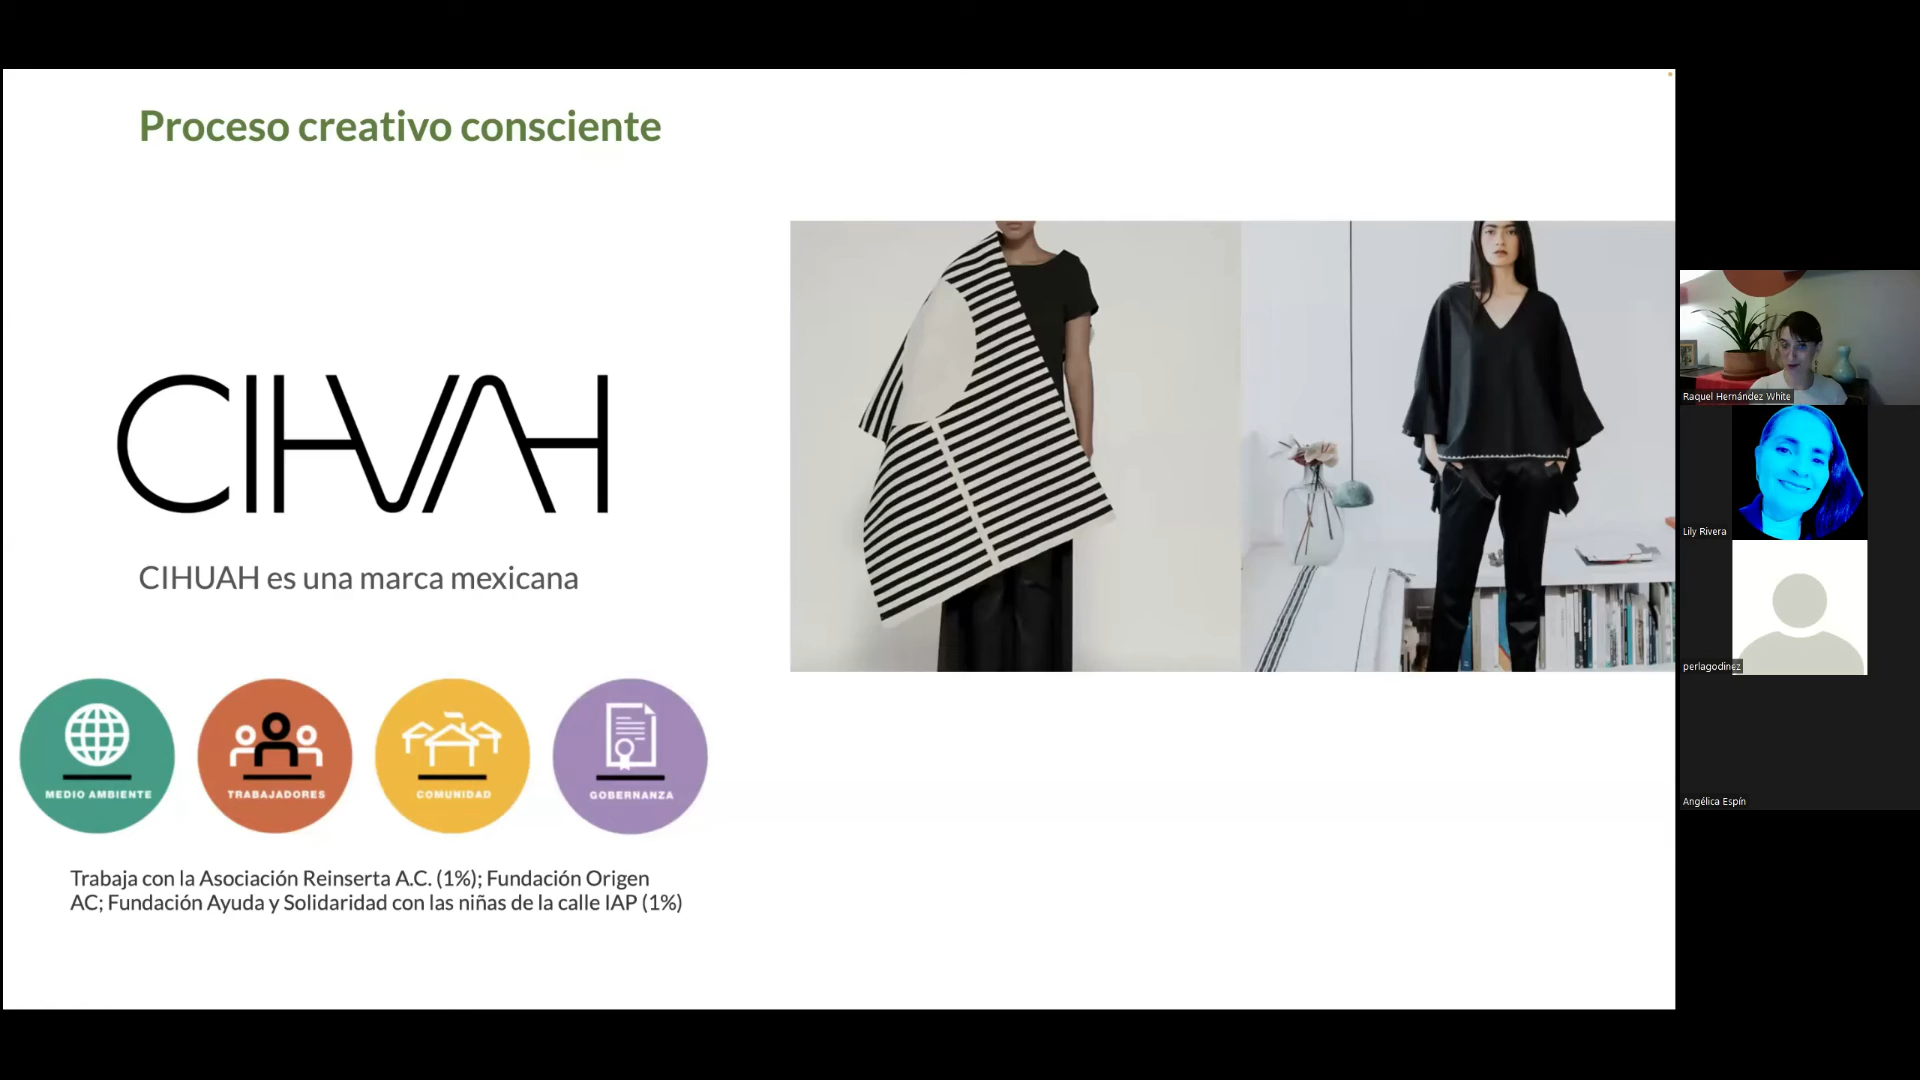 Proceso creativo consciente
CIHUAH
CIHUAH es una marca mexicana
MEDIO AMBIENTE
TRABAJADORES
COMUNIDAD
GOBERNANZA
Trabaja con la Asociación Reinserta A.C. (1%); Fundación Origen
AC; Fundación Ayuda y Solidaridad con las niñas de la calle IAP (1%)
Raquel Hernández White
Lily Rivera
perlagodinez
Angélica Espín